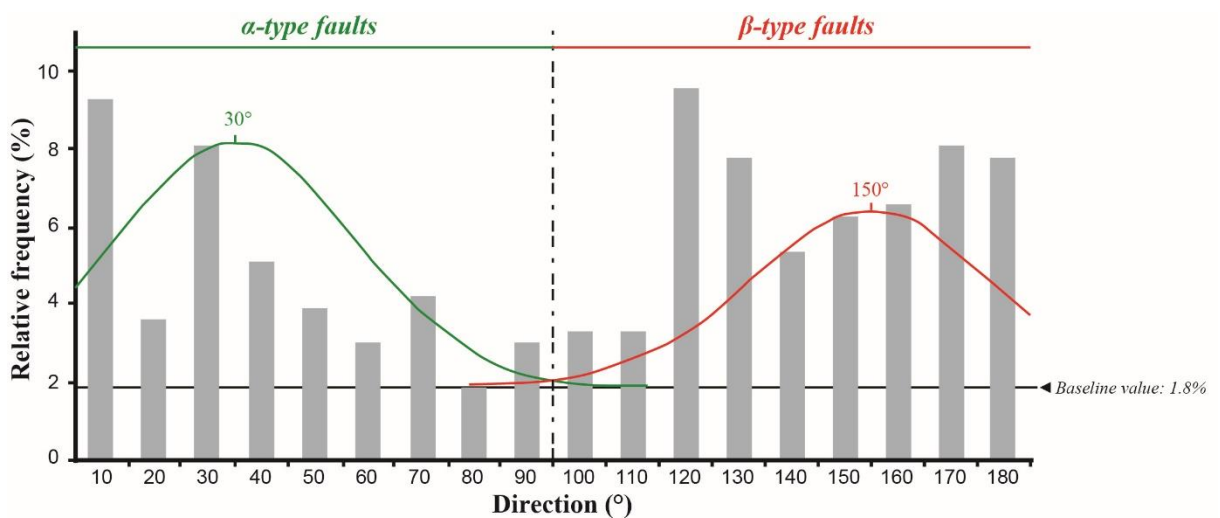 α-type faults
β-type faults
Relative frequency (%)
10
8
6
4
2
0
30°
150°
Baseline value: 1.8%
10 20 30 40 50 60 70 80 90 100 110 120 130 140 150 160 170 180
Direction (°)